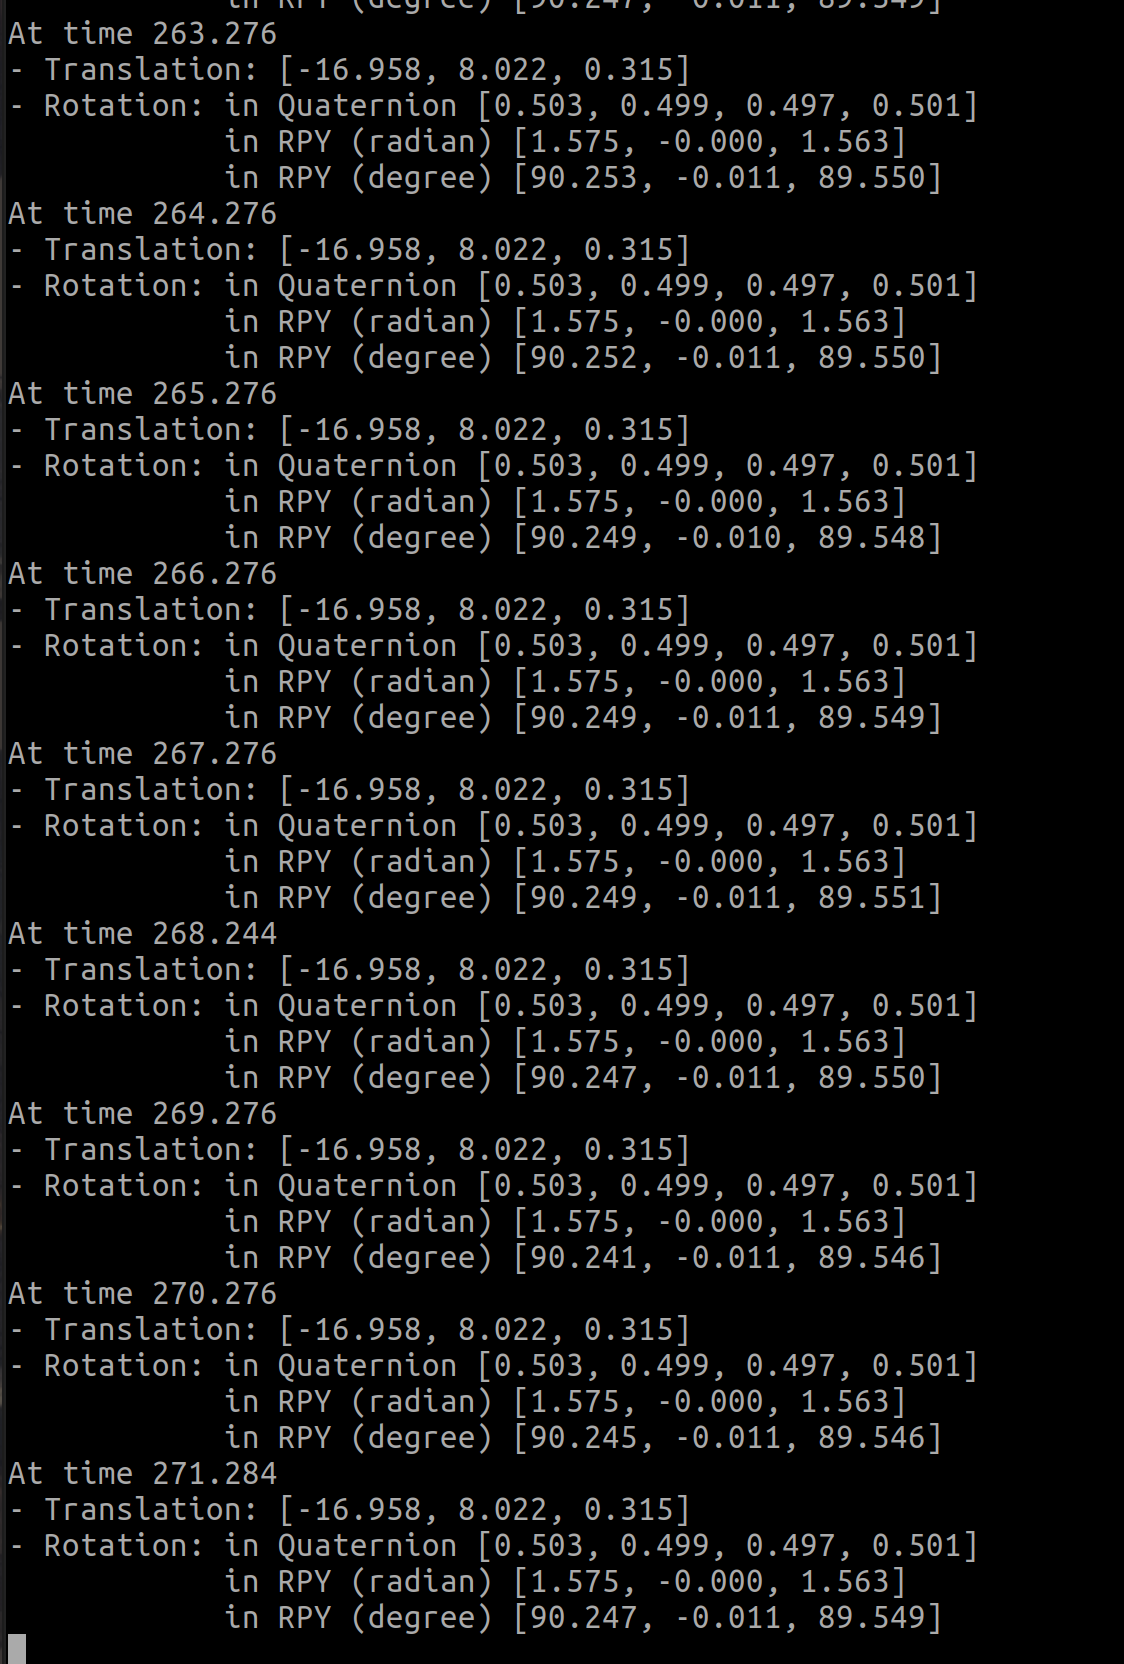 in RPY (degree) [90.247, -0.011, 89.549]
At time 263.276
- Translation: [-16.958, 8.022, 0.315]
- Rotation: in Quaternion [0.503, 0.499, 0.497, 0.501]
in RPY (radian) [1.575, -0.000, 1.563]
in RPY (degree) [90.253, -0.011, 89.550]
At time 264.276
- Translation: [-16.958, 8.022, 0.315]
- Rotation: in Quaternion [0.503, 0.499, 0.497, 0.501]
in RPY (radian) [1.575, -0.000, 1.563]
in RPY (degree) [90.252, -0.011, 89.550]
At time 265.276
- Translation: [-16.958, 8.022, 0.315]
- Rotation: in Quaternion [0.503, 0.499, 0.497, 0.501]
in RPY (radian) [1.575, -0.000, 1.563]
in RPY (degree) [90.249, -0.010, 89.548]
At time 266.276
- Translation: [-16.958, 8.022, 0.315]
- Rotation: in Quaternion [0.503, 0.499, 0.497, 0.501]
in RPY (radian) [1.575, -0.000, 1.563]
in RPY (degree) [90.249, -0.011, 89.549]
At time 267.276
- Translation: [-16.958, 8.022, 0.315]
- Rotation: in Quaternion [0.503, 0.499, 0.497, 0.501]
in RPY (radian) [1.575, -0.000, 1.563]
in RPY (degree) [90.249, -0.011, 89.551]
At time 268.244
- Translation: [-16.958, 8.022, 0.315]
- Rotation: in Quaternion [0.503, 0.499, 0.497, 0.501]
in RPY (radian) [1.575, -0.000, 1.563]
in RPY (degree) [90.247, -0.011, 89.550]
At time 269.276
- Translation: [-16.958, 8.022, 0.315]
- Rotation: in Quaternion [0.503, 0.499, 0.497, 0.501]
in RPY (radian) [1.575, -0.000, 1.563]
in RPY (degree) [90.241, -0.011, 89.546]
At time 270.276
- Translation: [-16.958, 8.022, 0.315]
- Rotation: in Quaternion [0.503, 0.499, 0.497, 0.501]
in RPY (radian) [1.575, -0.000, 1.563]
in RPY (degree) [90.245, -0.011, 89.546]
At time 271.284
- Translation: [-16.958, 8.022, 0.315]
- Rotation: in Quaternion [0.503, 0.499, 0.497, 0.501]
in RPY (radian) [1.575, -0.000, 1.563]
in RPY (degree) [90.247, -0.011, 89.549]